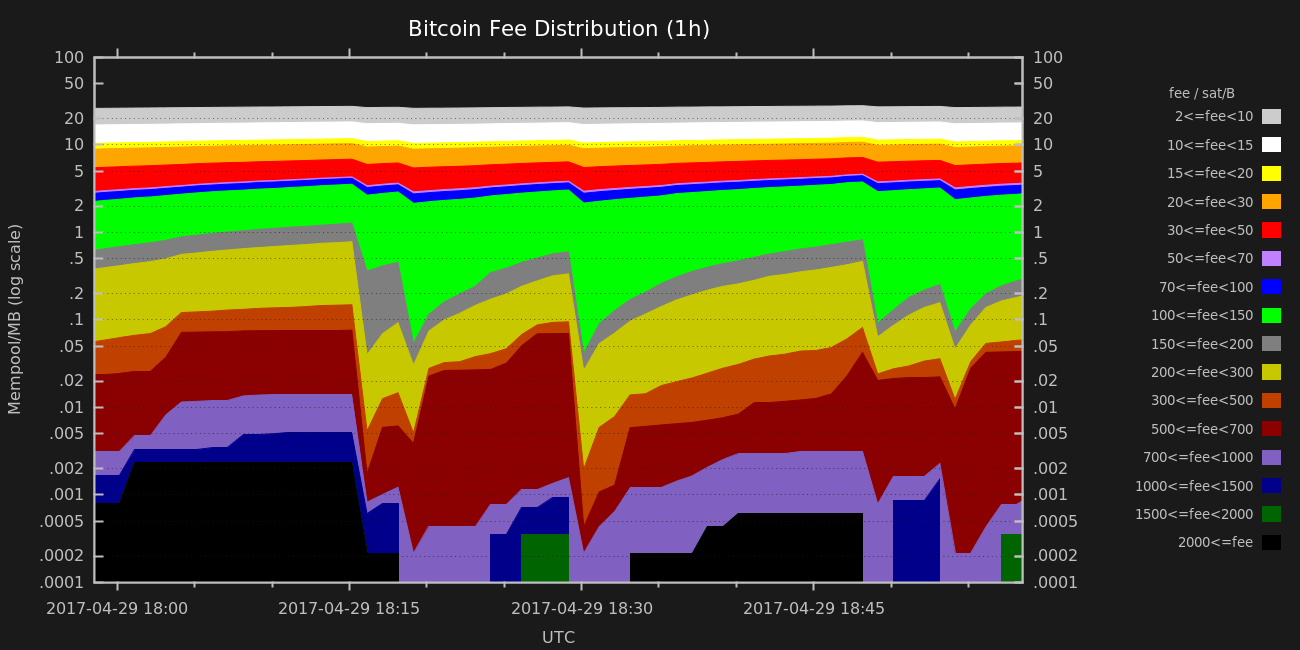 Bitcoin Fee Distribution (1h)
Mempool/MB (log scale)
100
50
20
10
5
2
1
.5
.2
.1
.05
.02
.01
.005
.002
.001
.0005
.0002
.0001
100
50
20
10
5
2
1
.5
.2
.1
.05
.02
.01
.005
.002
.001
.0005
.0002
.0001
2017-04-29 18:00
2017-04-29 18:15
2017-04-29 18:30
2017-04-29 18:45
UTC
fee / sat/B
2<=fee<10
10<=fee<15
15<=fee<20
20<=fee<30
30<=fee<50
50<=fee<70
70<=fee<100
100<=fee<150
150<=fee<200
200<=fee<300
300<=fee<500
500<=fee<700
700<=fee<1000
1000<=fee<1500
1500<=fee<2000
2000<=fee